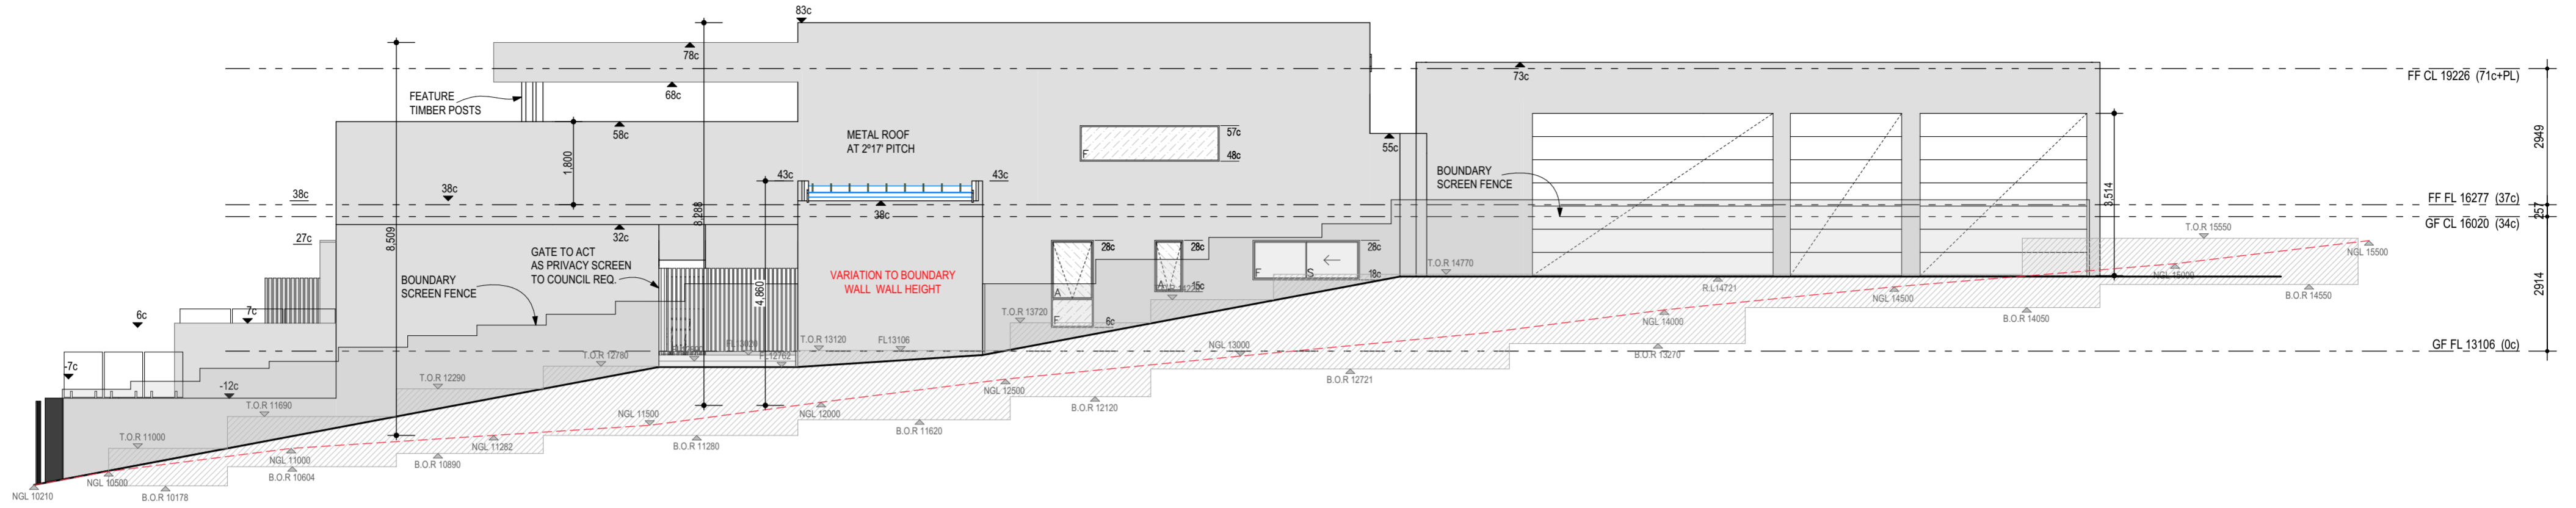 83c
78c
73c
FF CL 19226 (71c+PL)
FEATURE
TIMBER POSTS
68c
58c
METAL ROOF
AT 2º17' PITCH
57c
48c
55c
2949
1,800
BOUNDARY
SCREEN FENCE
3,514
43c
43c
38c
38c
38c
FF FL 16277 (37c)
257
GF CL 16020 (34c)
8,509
8,288
32c
27c
28c
28c
28c
T.O.R 15550
NGL 15500
GATE TO ACT
AS PRIVACY SCREEN
TO COUNCIL REQ.
VARIATION TO BOUNDARY
WALL WALL HEIGHT
BOUNDARY
SCREEN FENCE
4,860
F
A
F
A
F
S
18c
15c
6c
T.O.R 14770
R.L14721
NGL 15000
NGL 14500
B.O.R 14550
2914
6c
7c
T.O.R 13720
NGL 14000
B.O.R 14050
T.O.R 13120
FL13106
FL13020
FL12762
NGL 13000
B.O.R 13270
GF FL 13106 (0c)
-7c
T.O.R 12780
T.O.R 12290
-12c
NGL 12500
B.O.R 12721
T.O.R 11690
NGL 11500
NGL 12000
B.O.R 12120
T.O.R 11000
NGL 11282
B.O.R 11280
B.O.R 11620
NGL 11000
B.O.R 10890
NGL 10500
B.O.R 10604
NGL 10210
B.O.R 10178